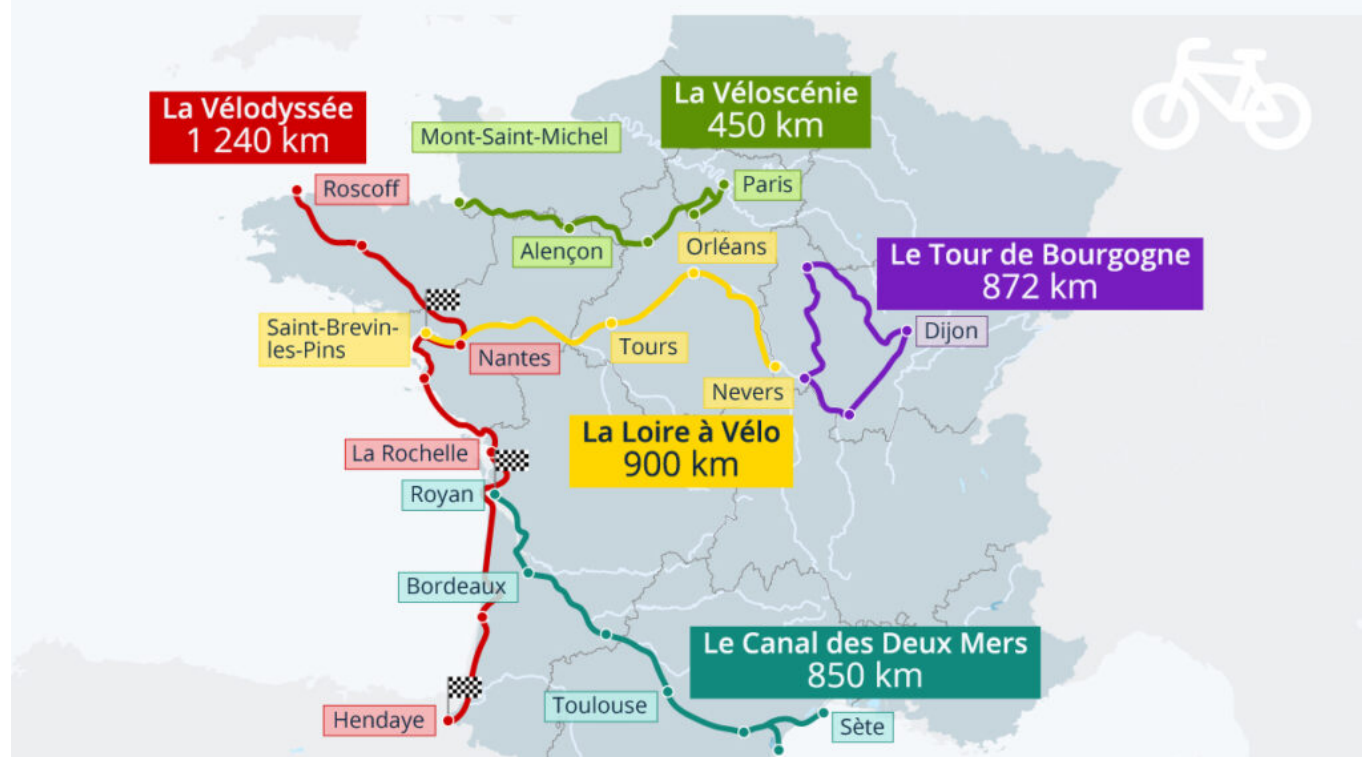 La Vélodyssée
1 240 km
La Véloscénie
450 km
Mont-Saint-Michel
Roscoff
Paris
Alençon
Orléans
Le Tour de Bourgogne
872 km
Saint-Brevin-
les-Pins
Tours
Dijon
Nantes
Nevers
La Loire à Vélo
900 km
La Rochelle
Royan
Bordeaux
Le Canal des Deux Mers
850 km
Toulouse
Hendaye
Sète